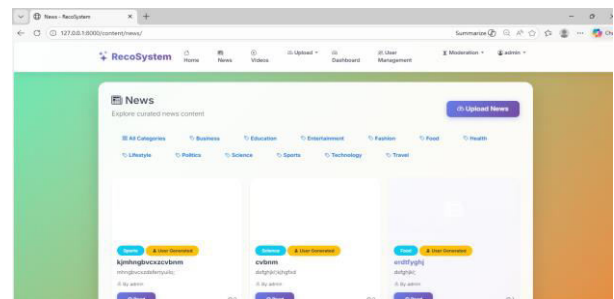 News - RecoSystem
127.0.0.1:8000/content/news/
Summarize
RecoSystem
Home
News
Videos
Upload
Dashboard
User Management
Moderation
admin
News
Explore curated news content
Upload News
All Categories Business Education Entertainment Fashion Food Health
Lifestyle Politics Science Sports Technology Travel
Sports User Generated
Science User Generated
Food User Generated
cvbnm
By admin
By admin
By admin
Read
Read
Read